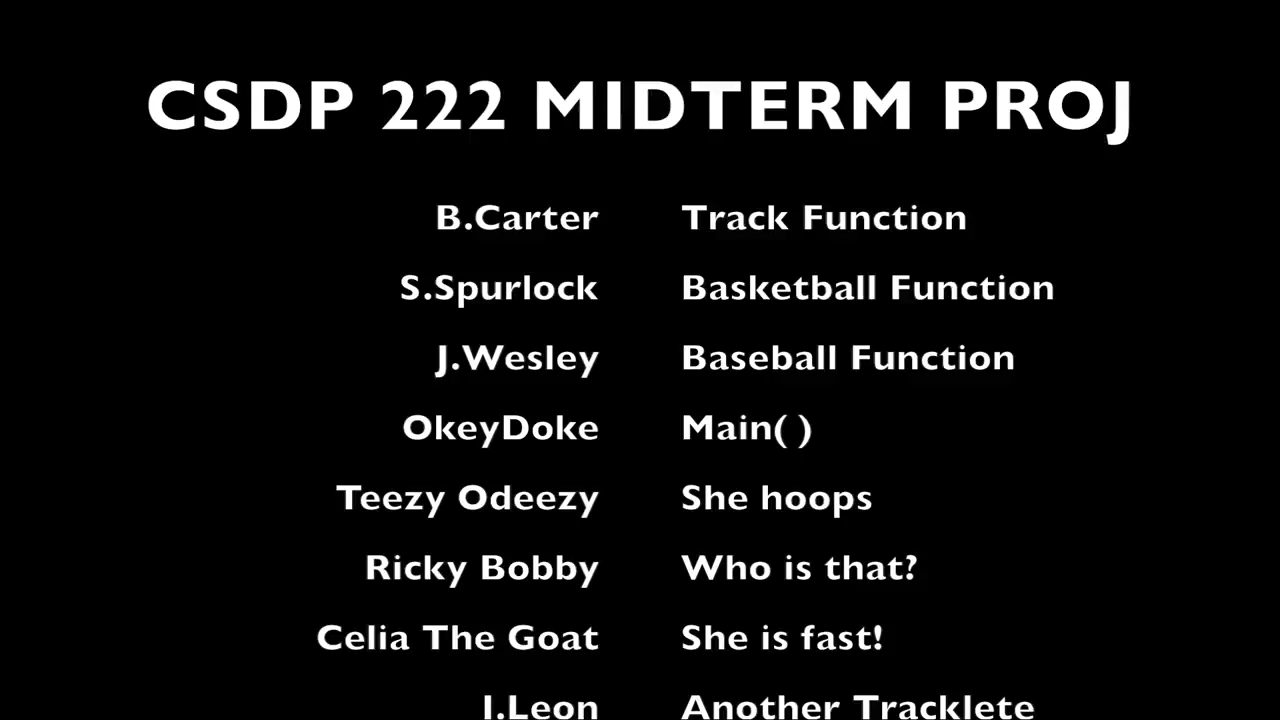 CSDP 222 MIDTERM PROJ
B.Carter Track Function
S.Spurlock Basketball Function
J.Wesley Baseball Function
OkeyDoke Main( )
Teezy Odeezy She hoops
Ricky Bobby Who is that?
Celia The Goat She is fast!
I.Leon Another Tracklete